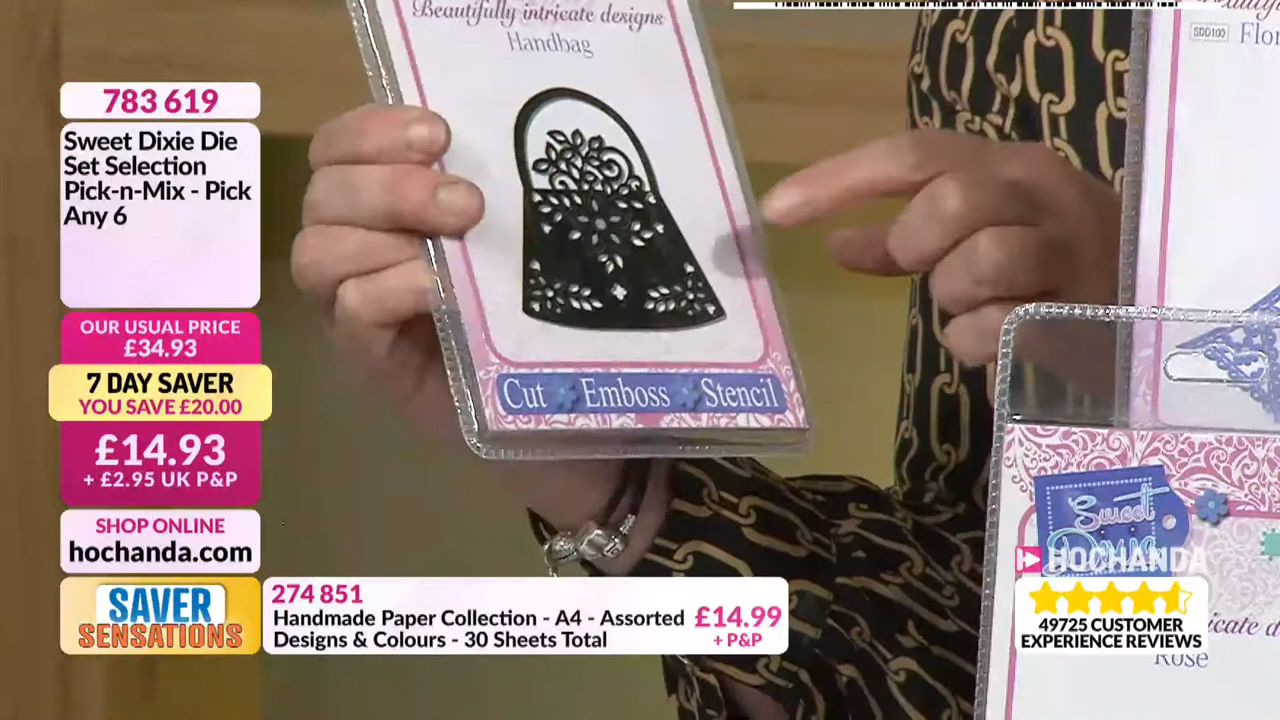 Beautifully intricate designs
Handbag
SDD100
783 619
Sweet Dixie Die
Set Selection
Pick-n-Mix - Pick
Any 6
OUR USUAL PRICE
£34.93
7 DAY SAVER
YOU SAVE £20.00
£14.93
+ £2.95 UK P&P
SHOP ONLINE
hochanda.com
SAVER
SENSATIONS
274 851
Handmade Paper Collection - A4 - Assorted
Designs & Colours - 30 Sheets Total
£14.99
+ P&P
Cut Emboss Stencil
Sweet
HOCHANDA
49725 CUSTOMER
EXPERIENCE REVIEWS
Rose